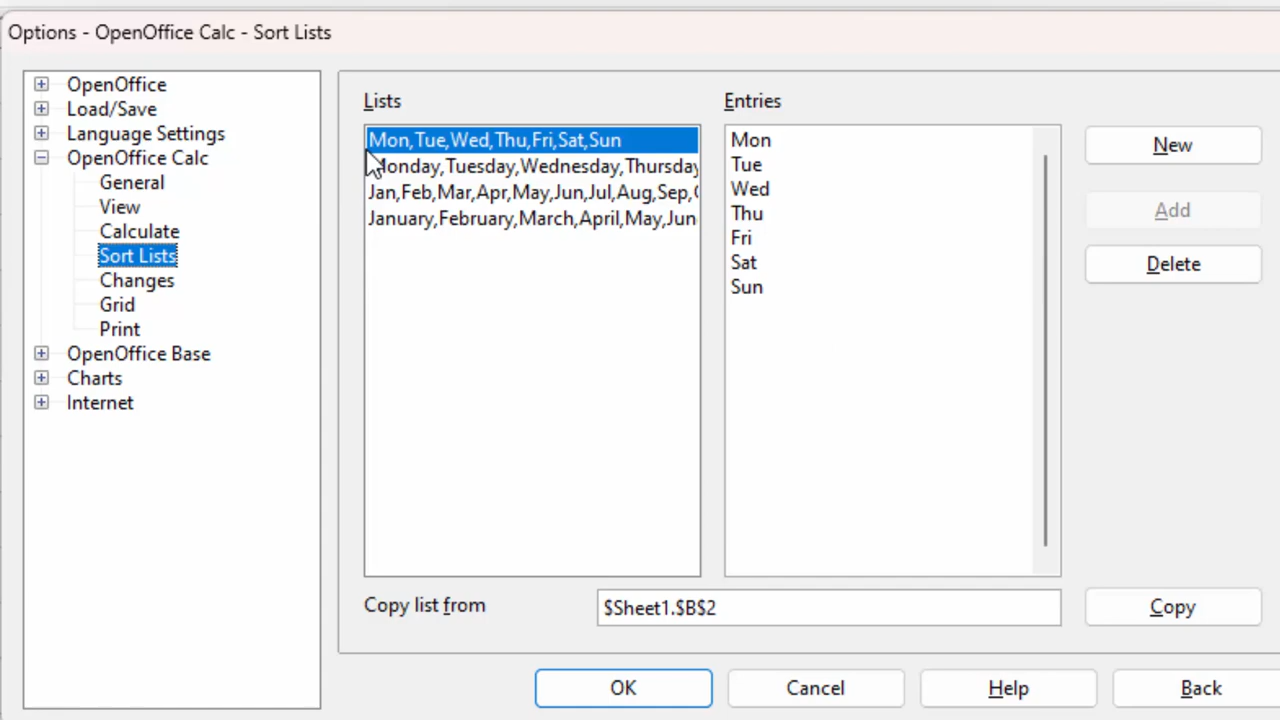 Options - OpenOffice Calc - Sort Lists
OpenOffice
Load/Save
Language Settings
OpenOffice Calc
General
View
Calculate
Sort Lists
Changes
Grid
Print
OpenOffice Base
Charts
Internet
Lists
Mon,Tue,Wed,Thu,Fri,Sat,Sun
Monday,Tuesday,Wednesday,Thursday
Jan,Feb,Mar,Apr,May,Jun,Jul,Aug,Sep,
January,February,March,April,May,Jun
Entries
Mon
Tue
Wed
Thu
Fri
Sat
Sun
New
Add
Delete
Copy list from
$Sheet1.$B$2
Copy
OK
Cancel
Help
Back